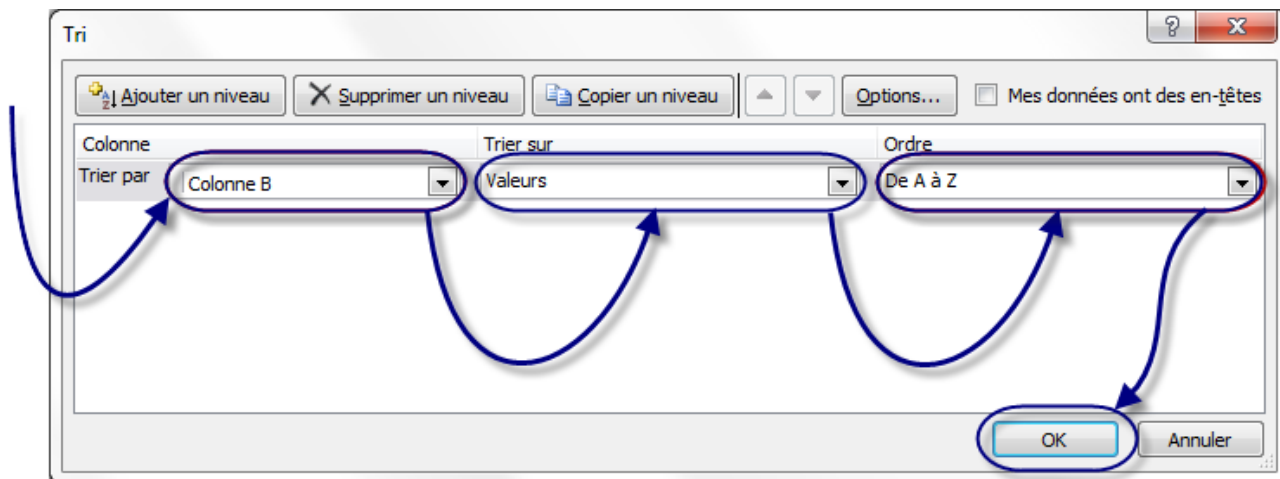 Tri
Ajouter un niveau Supprimer un niveau Copier un niveau Options... Mes données ont des en-têtes
Colonne Trier sur Ordre
Trier par Colonne B Valeurs De A à Z
OK Annuler